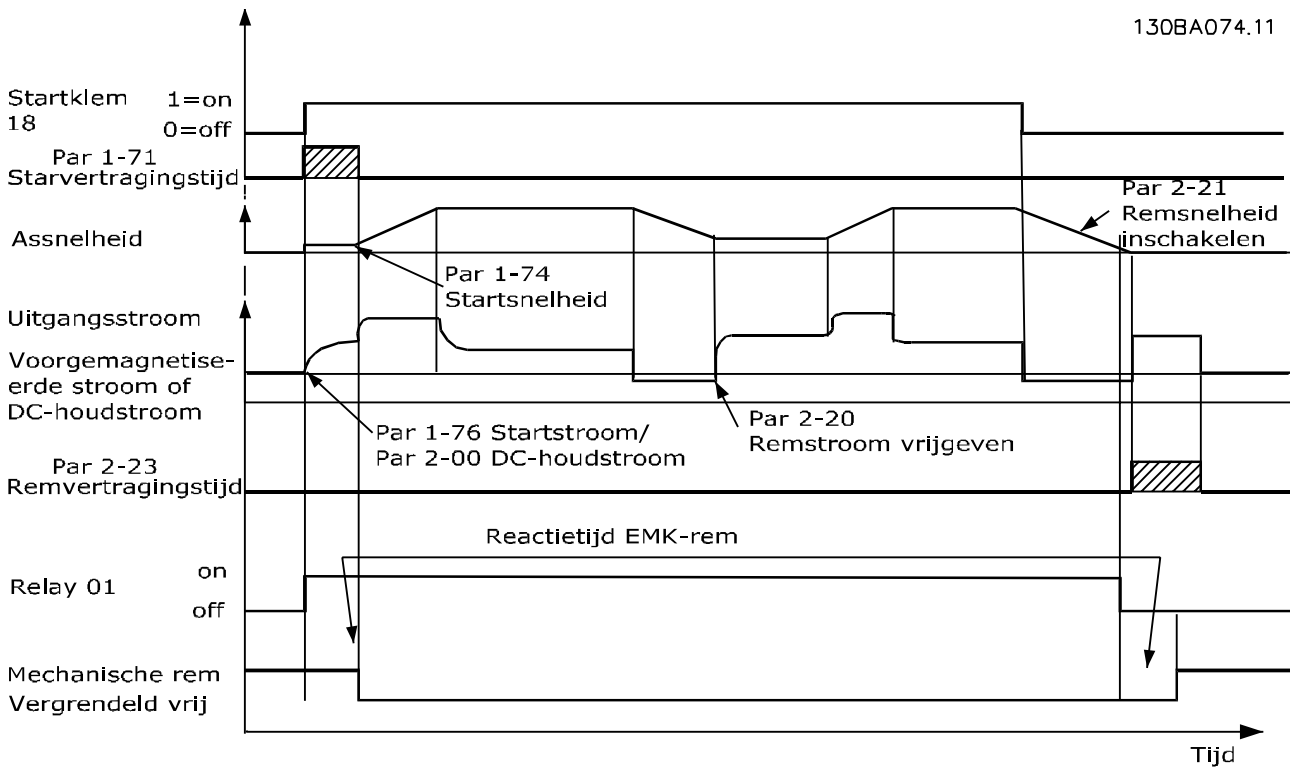 130BA074.11
Startklem 1=on
18 0=off
Par 1-71
Starvertragingstijd
Par 2-21
Remsnelheid
inschakelen
Assnelheid
Par 1-74
Startsnelheid
Uitgangsstroom
Voorgemagnetise-
erde stroom of
DC-houdstroom
Par 1-76 Startstroom/
Par 2-00 DC-houdstroom
Par 2-20
Remstroom vrijgeven
Par 2-23
Remvertragingstijd
Reactietijd EMK-rem
Relay 01 on
off
Mechanische rem
Vergrendeld vrij
Tijd